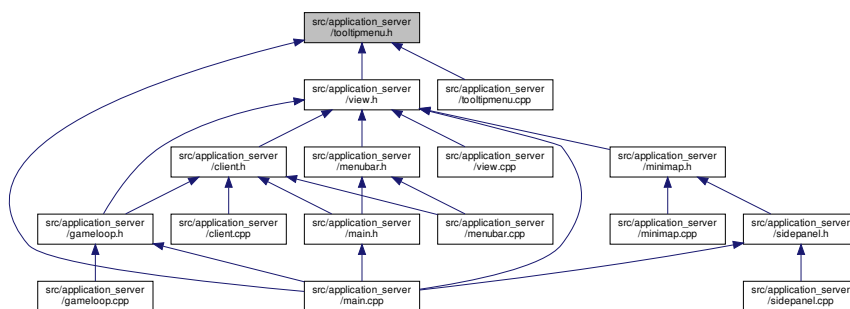 src/application_server
/tooltipmenu.h
src/application_server
/view.h
src/application_server
/tooltipmenu.cpp
src/application_server
/client.h
src/application_server
/menubar.h
src/application_server
/view.cpp
src/application_server
/minimap.h
src/application_server
/gameloop.h
src/application_server
/client.cpp
src/application_server
/main.h
src/application_server
/menubar.cpp
src/application_server
/minimap.cpp
src/application_server
/sidepanel.h
src/application_server
/gameloop.cpp
src/application_server
/main.cpp
src/application_server
/sidepanel.cpp